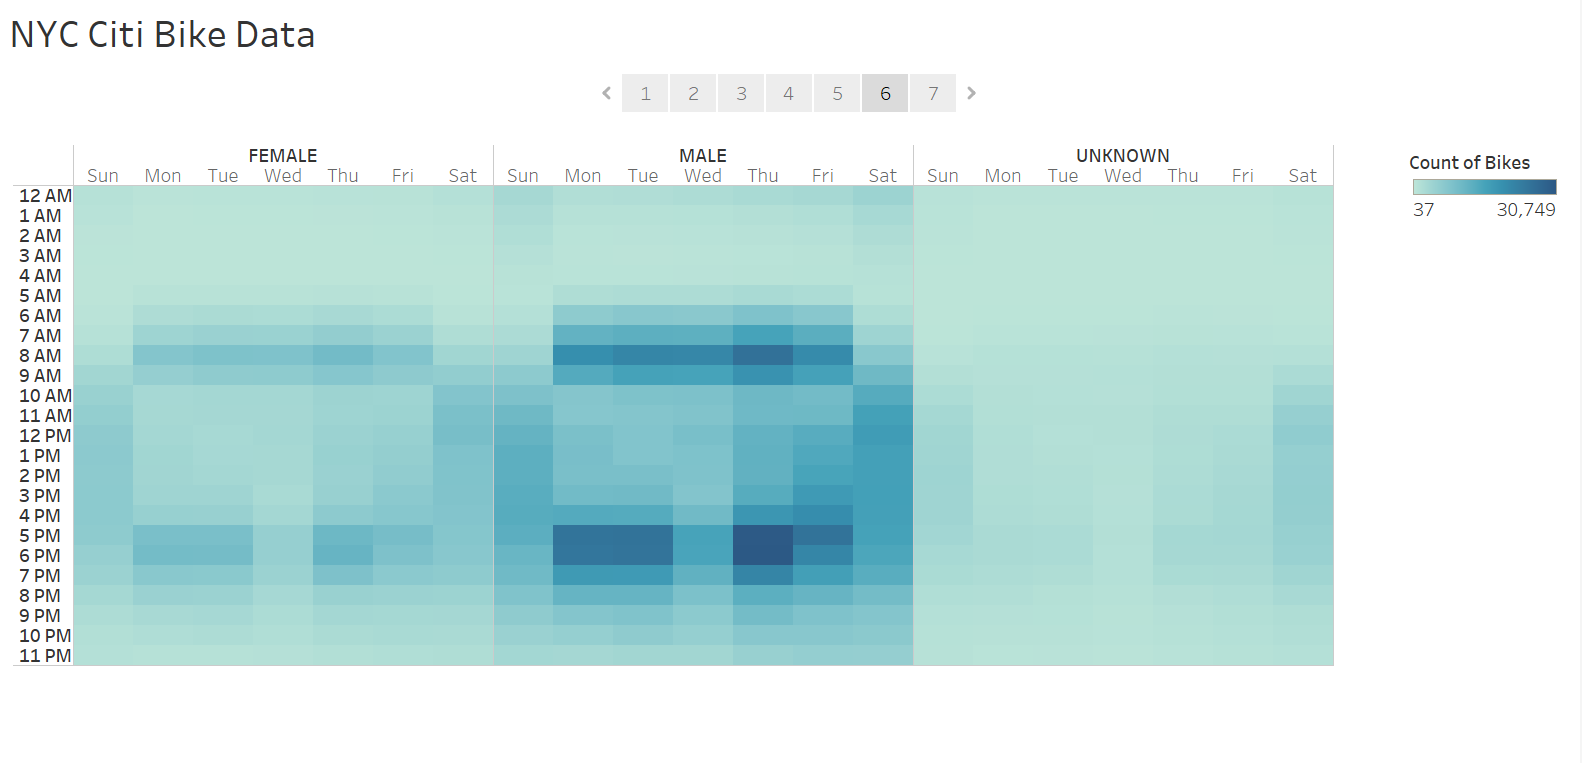 NYC Citi Bike Data
1 2 3 4 5 6 7
FEMALE MALE UNKNOWN
Sun Mon Tue Wed Thu Fri Sat Sun Mon Tue Wed Thu Fri Sat Sun Mon Tue Wed Thu Fri Sat
Count of Bikes
37 30,749
12 AM
1 AM
2 AM
3 AM
4 AM
5 AM
6 AM
7 AM
8 AM
9 AM
10 AM
11 AM
12 PM
1 PM
2 PM
3 PM
4 PM
5 PM
6 PM
7 PM
8 PM
9 PM
10 PM
11 PM